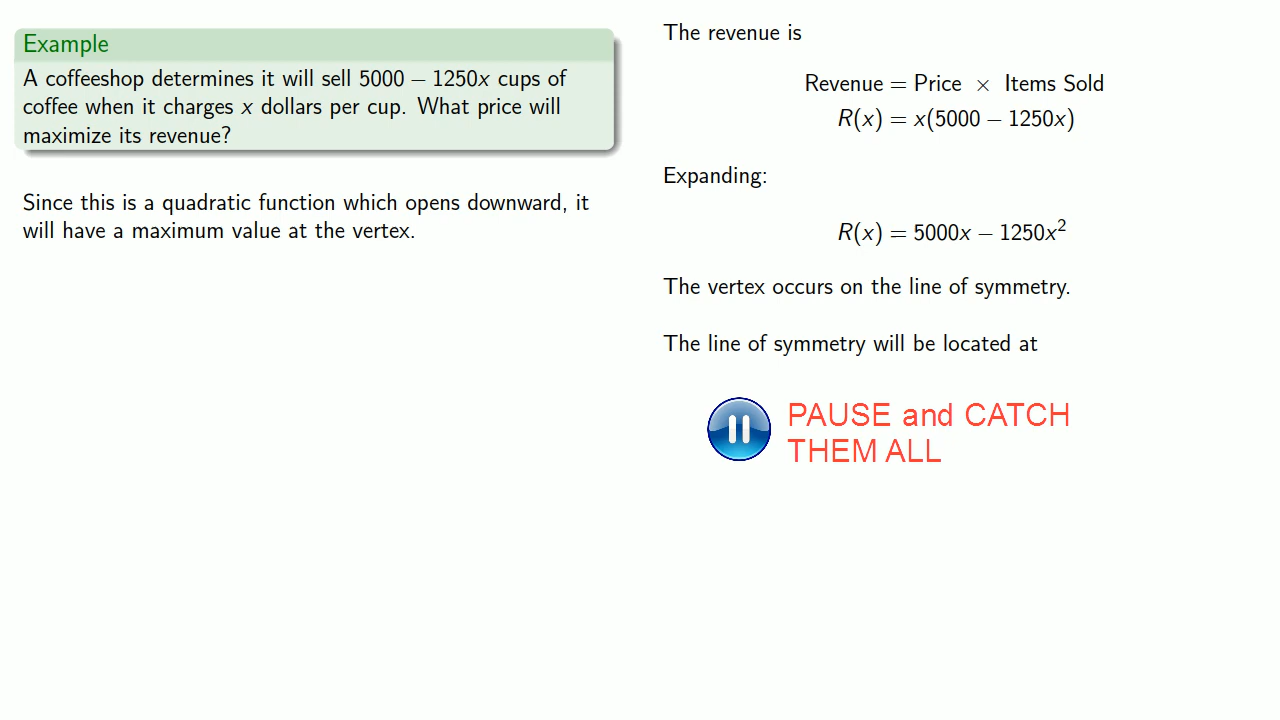 Example
A coffeeshop determines it will sell 5000 − 1250x cups of
coffee when it charges x dollars per cup. What price will
maximize its revenue?
Since this is a quadratic function which opens downward, it
will have a maximum value at the vertex.
The revenue is
Revenue = Price × Items Sold
R(x) = x(5000 − 1250x)
Expanding:
R(x) = 5000x − 1250x²
The vertex occurs on the line of symmetry.
The line of symmetry will be located at
PAUSE and CATCH
THEM ALL